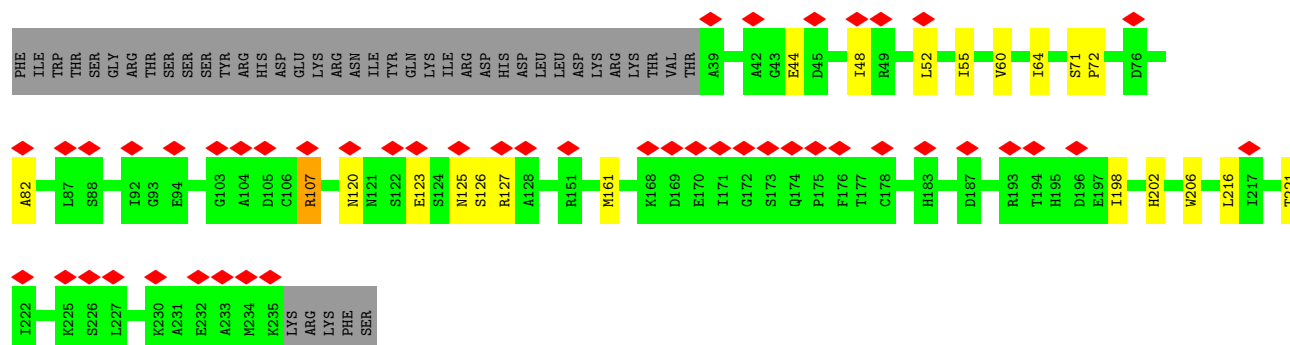 PHE ILE TRP THR SER GLY ARG THR SER SER SER TYR ARG HIS ASP GLU LYS ARG ASN ILE TYR GLN LYS ILE ARG ASP HIS ASP LEU LEU ASP LYS ARG LYS THR VAL THR A39 A42 G43 E44 D45 I48 R49 L52 I55 V60 I64 S71 P72 D76
A82 L87 S88 I92 G93 E94 G103 A104 D105 C106 R107 N120 N121 S122 E123 S124 N125 S126 R127 A128 R151 M161 K168 D169 E170 I171 G172 S173 Q174 P175 F176 T177 C178 H183 D187 R193 T194 H195 D196 E197 I198 H202 W206 L216 I217 T221
I222 K225 S226 L227 K230 A231 E232 A233 M234 K235 LYS ARG LYS PHE SER